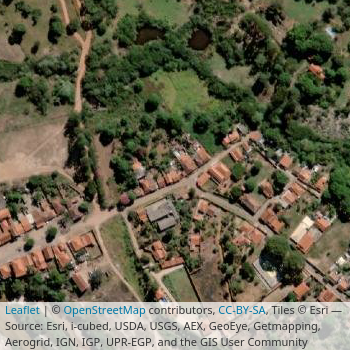 Leaflet | © OpenStreetMap contributors, CC-BY-SA, Tiles © Esri —
Source: Esri, i-cubed, USDA, USGS, AEX, GeoEye, Getmapping,
Aerogrid, IGN, IGP, UPR-EGP, and the GIS User Community